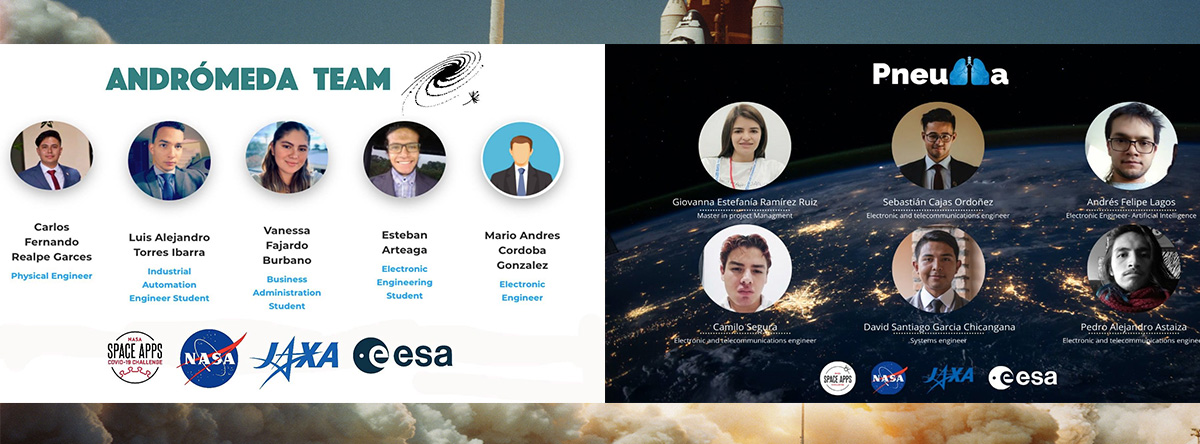 ANDRÓMEDA TEAM
Carlos
Fernando
Realpe Garces
Physical Engineer
Luis Alejandro
Torres Ibarra
Industrial
Automation
Engineer Student
Vanessa
Fajardo
Burbano
Business
Administration
Student
Esteban
Arteaga
Electronic
Engineering
Student
Mario Andres
Cordoba
Gonzalez
Electronic
Engineer
NASA
SPACE APPS
COVID-19 CHALLENGE
NASA
JAXA
esa
Pneuma
Giovanna Estefanía Ramírez Ruiz
Master in project Managment
Sebastián Cajas Ordoñez
Electronic and telecommunications engineer
Andrés Felipe Lagos
Electronic Engineer- Artificial Intelligence
Camilo Segura
Electronic and telecommunications engineer
David Santiago Garcia Chicangana
Systems engineer
Pedro Alejandro Astaiza
Electronic and telecommunications engineer
SPACE APPS
NASA
JAXA
esa